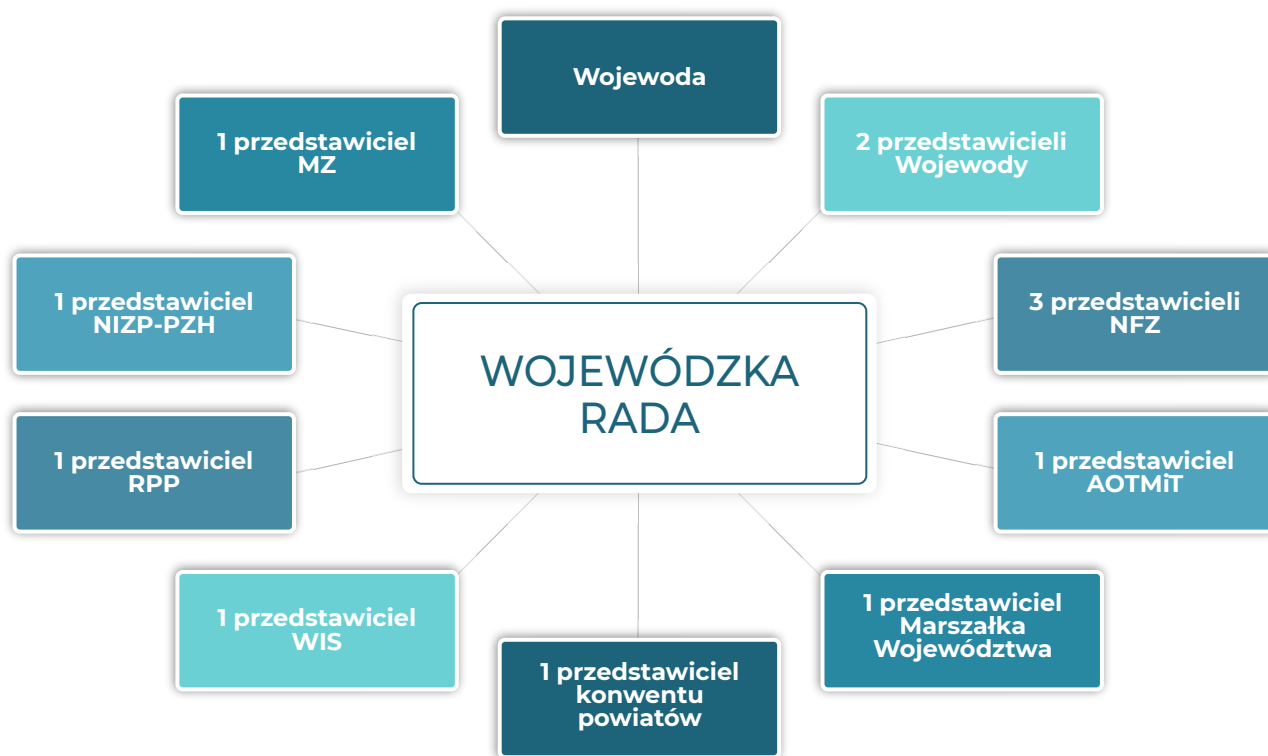 Wojewoda
1 przedstawiciel
MZ
2 przedstawicieli
Wojewody
1 przedstawiciel
NIZP-PZH
3 przedstawicieli
NFZ
WOJEWÓDZKA
RADA
1 przedstawiciel
RPP
1 przedstawiciel
AOTMiT
1 przedstawiciel
WIS
1 przedstawiciel
Marszałka
Województwa
1 przedstawiciel
konwentu
powiatów